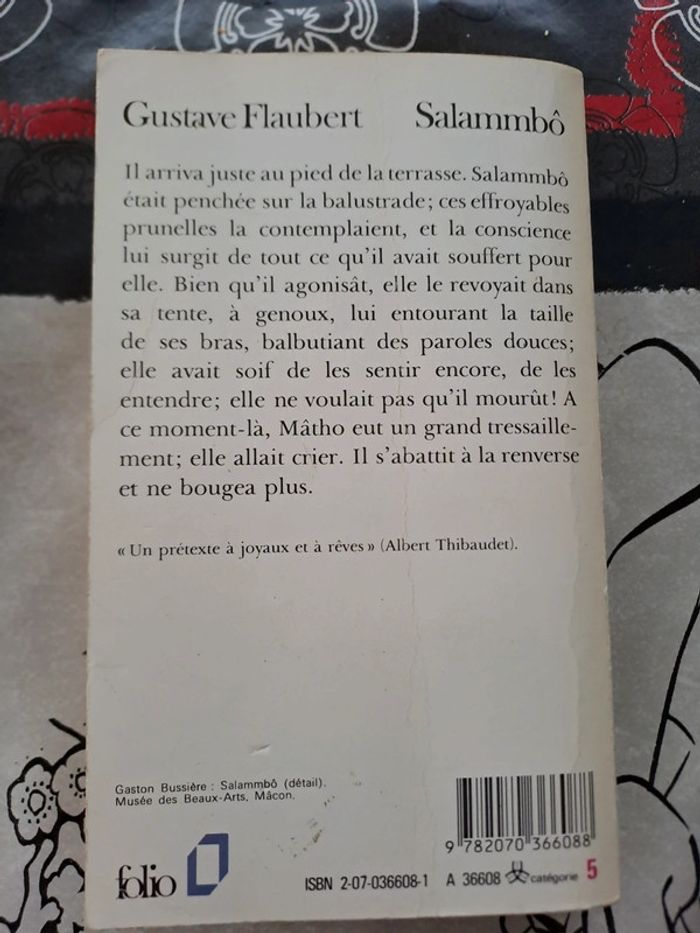 Gustave Flaubert Salammbô
Il arriva juste au pied de la terrasse. Salammbô
était penchée sur la balustrade; ces effroyables
prunelles la contemplaient, et la conscience
lui surgit de tout ce qu'il avait souffert pour
elle. Bien qu'il agonisât, elle le revoyait dans
sa tente, à genoux, lui entourant la taille
de ses bras, balbutiant des paroles douces;
elle avait soif de les sentir encore, de les
entendre; elle ne voulait pas qu'il mourût! A
ce moment-là, Mâtho eut un grand tressaille-
ment; elle allait crier. Il s'abattit à la renverse
et ne bougea plus.
« Un prétexte à joyaux et à rêves » (Albert Thibaudet).
Gaston Bussière : Salammbô (détail).
Musée des Beaux-Arts, Mâcon.
9 782070 366088
folio
ISBN 2-07-036608-1 A 36608 catégorie 5